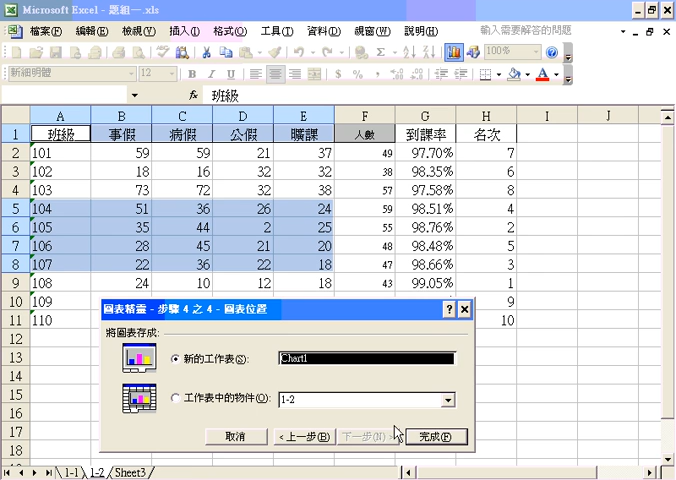 Microsoft Excel - 題組一.xls
檔案(F) 編輯(E) 檢視(V) 插入(I) 格式(O) 工具(T) 資料(D) 視窗(W) 說明(H) 輸入需要解答的問題
100%
新細明體 12 B I U $ % ,
fx 班級
A B C D E F G H I J
1 班級 事假 病假 公假 曠課 人數 到課率 名次
2 101 59 59 21 37 49 97.70% 7
3 102 18 16 32 32 38 98.35% 6
4 103 73 72 32 38 57 97.58% 8
5 104 51 36 26 24 59 98.51% 4
6 105 35 44 2 25 55 98.76% 2
7 106 28 45 21 20 48 98.48% 5
8 107 22 36 22 18 47 98.66% 3
9 108 24 10 12 18 43 99.05% 1
10 109 9
11 110 10
12
13
14
15
16
17
18
圖表精靈 - 步驟 4 之 4 - 圖表位置
將圖表存成:
新的工作表(S): Chart1
工作表中的物件(O): 1-2
取消 <上一步(B) 下一步(N)> 完成(F)
1-1 1-2 Sheet3